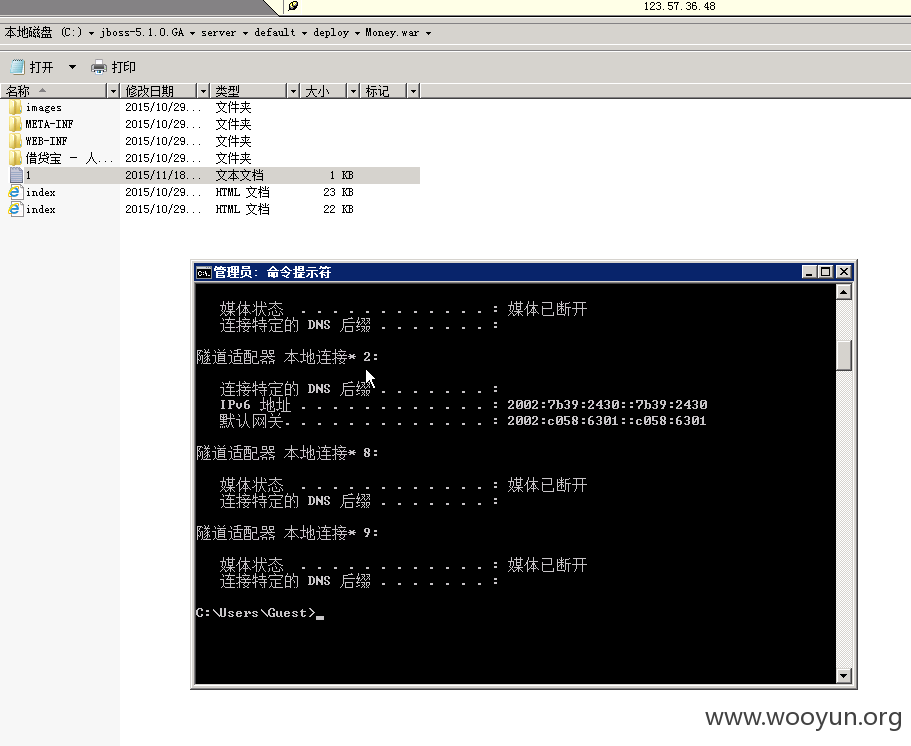 123.57.36.48
本地磁盘 (C:) ▾ jboss-5.1.0.GA ▾ server ▾ default ▾ deploy ▾ Money.war ▾
打开 ▾ 打印
名称 修改日期 类型 大小 标记
images 2015/10/29... 文件夹
META-INF 2015/10/29... 文件夹
WEB-INF 2015/10/29... 文件夹
借贷宝 - 人... 2015/10/29... 文件夹
1 2015/11/18... 文本文档 1 KB
index 2015/10/29... HTML 文档 23 KB
index 2015/10/29... HTML 文档 22 KB
管理员: 命令提示符
媒体状态 . . . . . . . . . . . . : 媒体已断开
连接特定的 DNS 后缀 . . . . . . . :
隧道适配器 本地连接* 2:
连接特定的 DNS 后缀 . . . . . . . :
IPv6 地址 . . . . . . . . . . . . : 2002:7b39:2430::7b39:2430
默认网关. . . . . . . . . . . . . : 2002:c058:6301::c058:6301
隧道适配器 本地连接* 8:
媒体状态 . . . . . . . . . . . . : 媒体已断开
连接特定的 DNS 后缀 . . . . . . . :
隧道适配器 本地连接* 9:
媒体状态 . . . . . . . . . . . . : 媒体已断开
连接特定的 DNS 后缀 . . . . . . . :
C:\Users\Guest>
www.wooyun.org